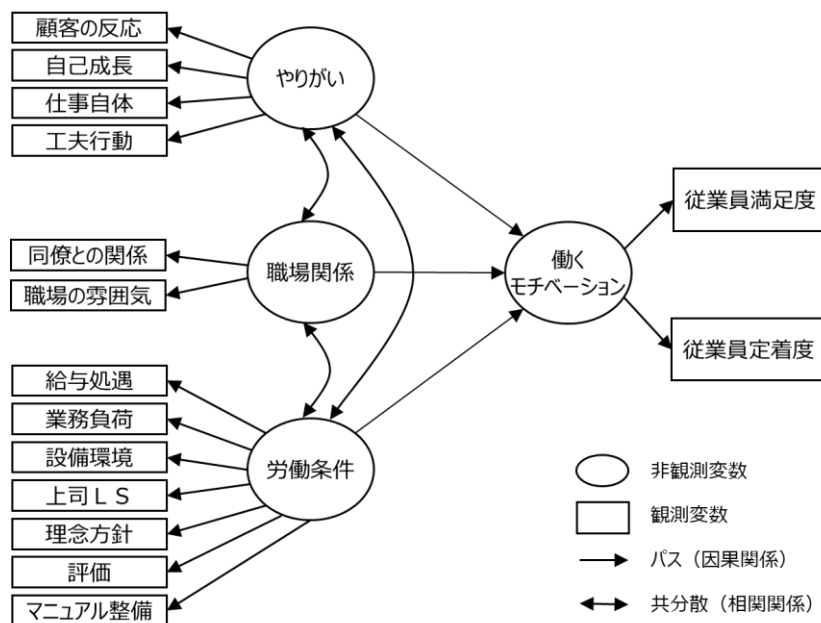 顧客の反応
自己成長
仕事自体
工夫行動
やりがい
同僚との関係
職場の雰囲気
職場関係
給与処遇
業務負荷
設備環境
上司ＬＳ
理念方針
評価
マニュアル整備
労働条件
働く
モチベーション
従業員満足度
従業員定着度
非観測変数
観測変数
パス（因果関係）
共分散（相関関係）